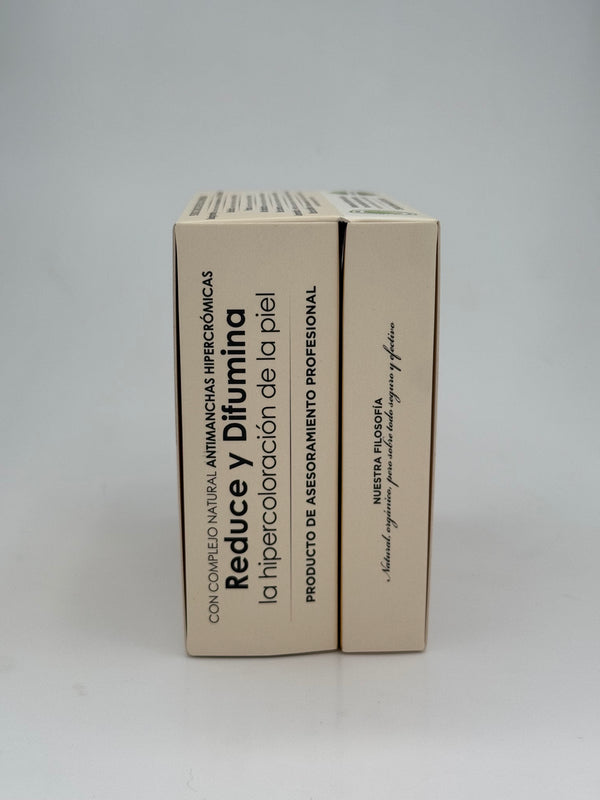 CON COMPLEJO NATURAL ANTIMANCHAS HIPERCRÓMICAS
Reduce y Difumina
la hipercoloración de la piel
PRODUCTO DE ASESORAMIENTO PROFESIONAL
NUESTRA FILOSOFÍA
Natural, orgánico, pero sobre todo seguro y efectivo